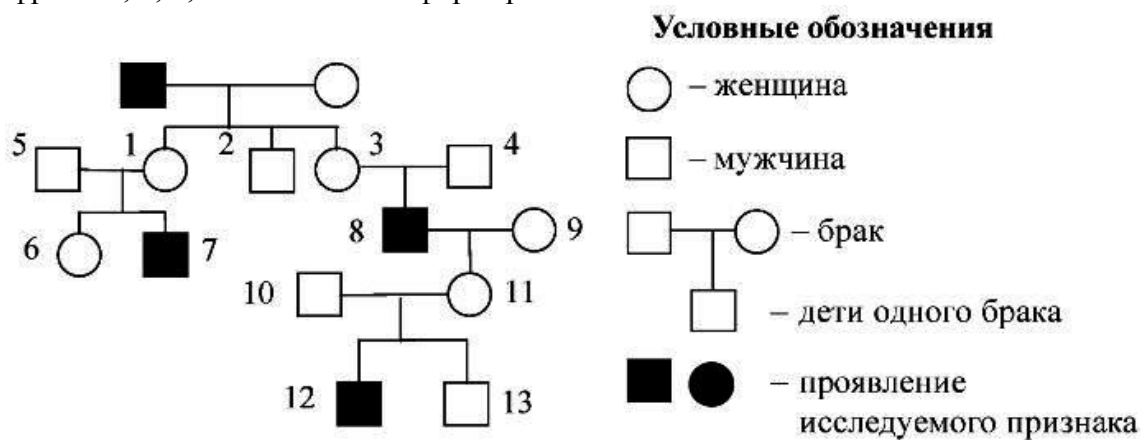 Условные обозначения
– женщина
5 1 2 3 4
– мужчина
6 7 8 9
– брак
10 11
– дети одного брака
12 13
– проявление
исследуемого признака